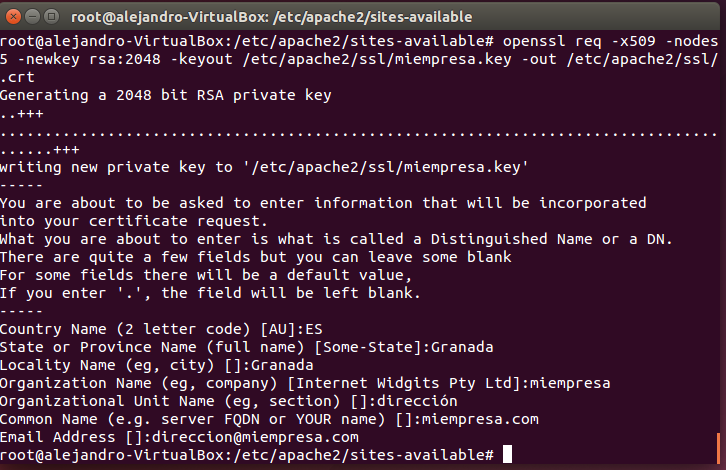 root@alejandro-VirtualBox: /etc/apache2/sites-available
root@alejandro-VirtualBox:/etc/apache2/sites-available# openssl req -x509 -nodes
5 -newkey rsa:2048 -keyout /etc/apache2/ssl/miempresa.key -out /etc/apache2/ssl/
.crt
Generating a 2048 bit RSA private key
..+++
................................................................................
......+++
writing new private key to '/etc/apache2/ssl/miempresa.key'
-----
You are about to be asked to enter information that will be incorporated
into your certificate request.
What you are about to enter is what is called a Distinguished Name or a DN.
There are quite a few fields but you can leave some blank
For some fields there will be a default value,
If you enter '.', the field will be left blank.
-----
Country Name (2 letter code) [AU]:ES
State or Province Name (full name) [Some-State]:Granada
Locality Name (eg, city) []:Granada
Organization Name (eg, company) [Internet Widgits Pty Ltd]:miempresa
Organizational Unit Name (eg, section) []:dirección
Common Name (e.g. server FQDN or YOUR name) []:miempresa.com
Email Address []:direccion@miempresa.com
root@alejandro-VirtualBox:/etc/apache2/sites-available#